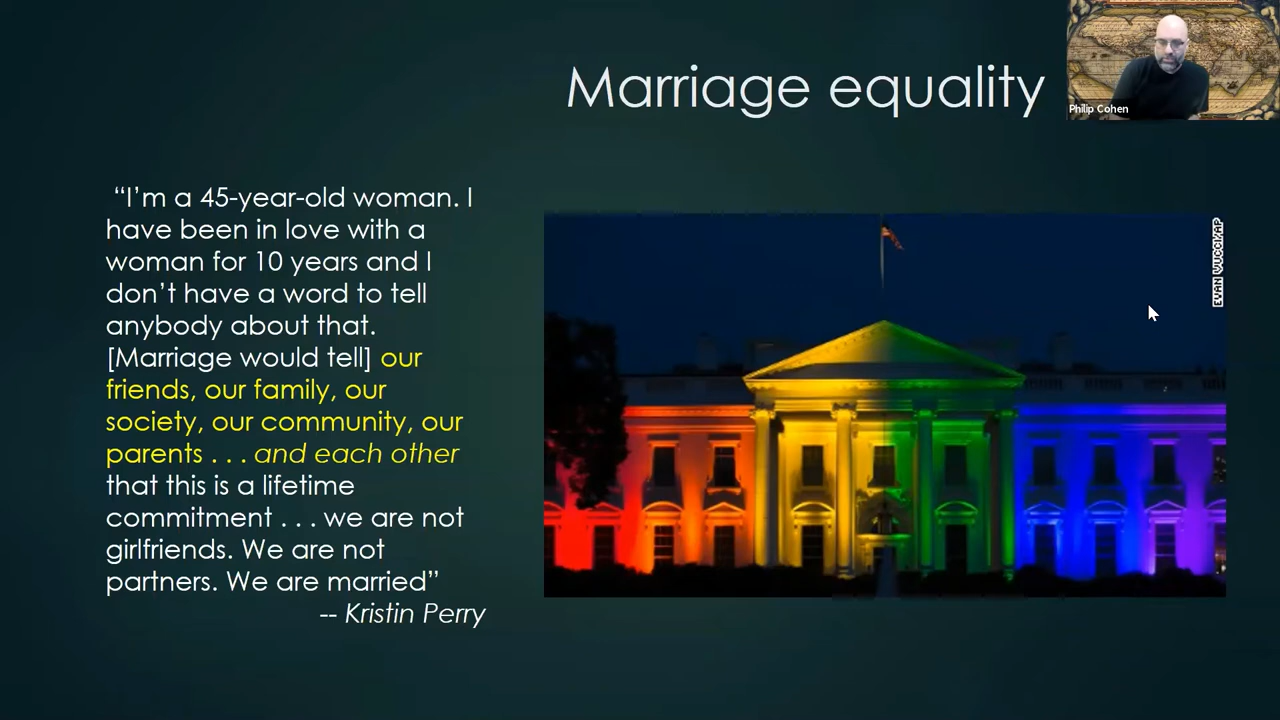 Marriage equality
Philip Cohen
“I’m a 45-year-old woman. I
have been in love with a
woman for 10 years and I
don’t have a word to tell
anybody about that.
[Marriage would tell] our
friends, our family, our
society, our community, our
parents . . . and each other
that this is a lifetime
commitment . . . we are not
girlfriends. We are not
partners. We are married”
-- Kristin Perry
EVAN VUCCI/AP